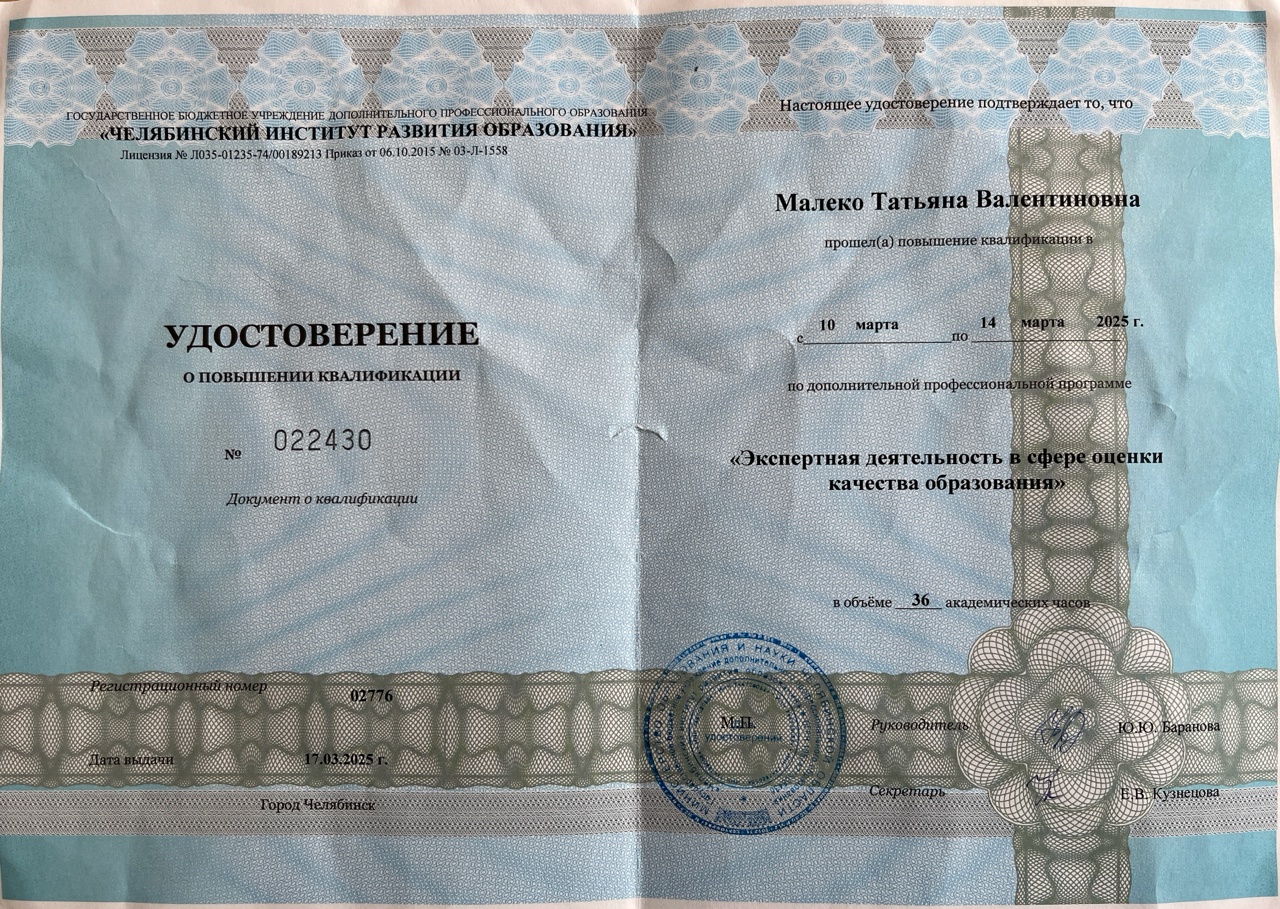 ГОСУДАРСТВЕННОЕ БЮДЖЕТНОЕ УЧРЕЖДЕНИЕ ДОПОЛНИТЕЛЬНОГО ПРОФЕССИОНАЛЬНОГО ОБРАЗОВАНИЯ
«ЧЕЛЯБИНСКИЙ ИНСТИТУТ РАЗВИТИЯ ОБРАЗОВАНИЯ»
Лицензия № Л035-01235-74/00189213 Приказ от 06.10.2015 № 03-Л-1558
УДОСТОВЕРЕНИЕ
О ПОВЫШЕНИИ КВАЛИФИКАЦИИ
№ 022430
Документ о квалификации
Регистрационный номер 02776
Дата выдачи 17.03.2025 г.
Город Челябинск
Настоящее удостоверение подтверждает то, что
Малеко Татьяна Валентиновна
прошел(а) повышение квалификации в
с 10 марта по 14 марта 2025 г.
по дополнительной профессиональной программе
«Экспертная деятельность в сфере оценки
качества образования»
в объёме 36 академических часов
М.П.
удостоверений
Руководитель Ю.Ю. Баранова
Секретарь Е.В. Кузнецова